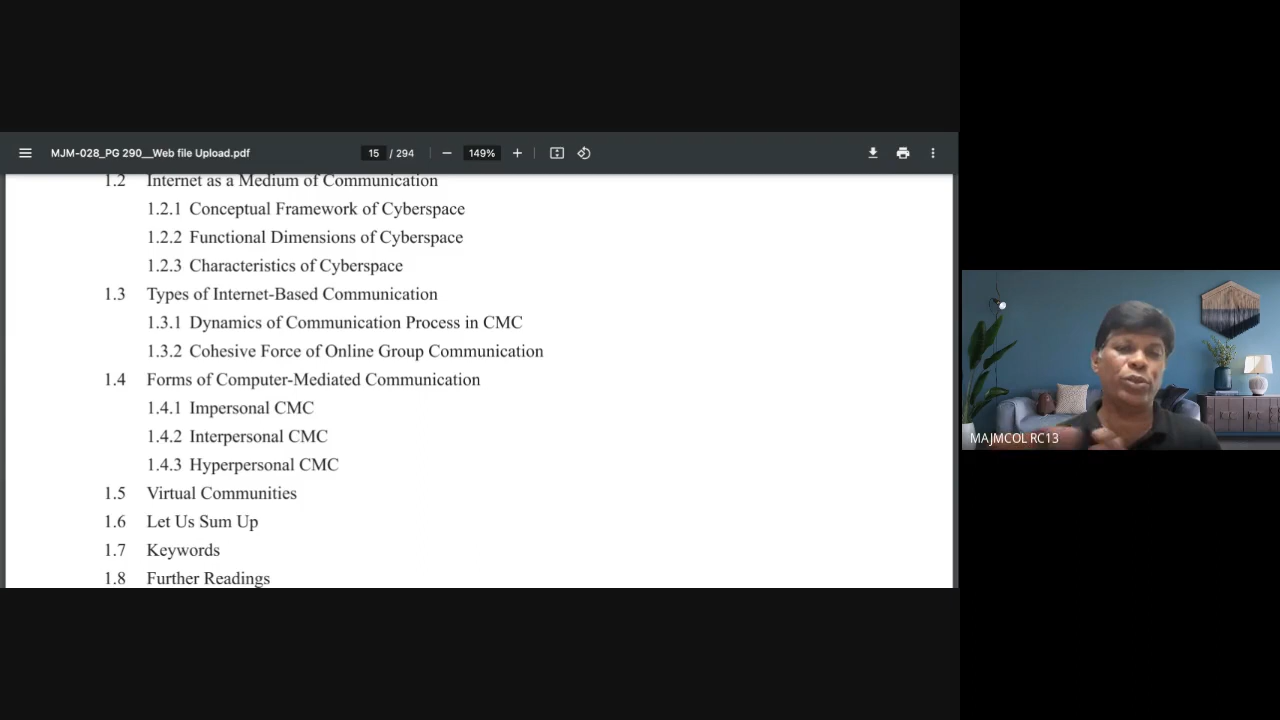 MJM-028_PG 290__Web file Upload.pdf
15 / 294
149%
1.2 Internet as a Medium of Communication
1.2.1 Conceptual Framework of Cyberspace
1.2.2 Functional Dimensions of Cyberspace
1.2.3 Characteristics of Cyberspace
1.3 Types of Internet-Based Communication
1.3.1 Dynamics of Communication Process in CMC
1.3.2 Cohesive Force of Online Group Communication
1.4 Forms of Computer-Mediated Communication
1.4.1 Impersonal CMC
1.4.2 Interpersonal CMC
1.4.3 Hyperpersonal CMC
1.5 Virtual Communities
1.6 Let Us Sum Up
1.7 Keywords
1.8 Further Readings
MAJMCOL RC13